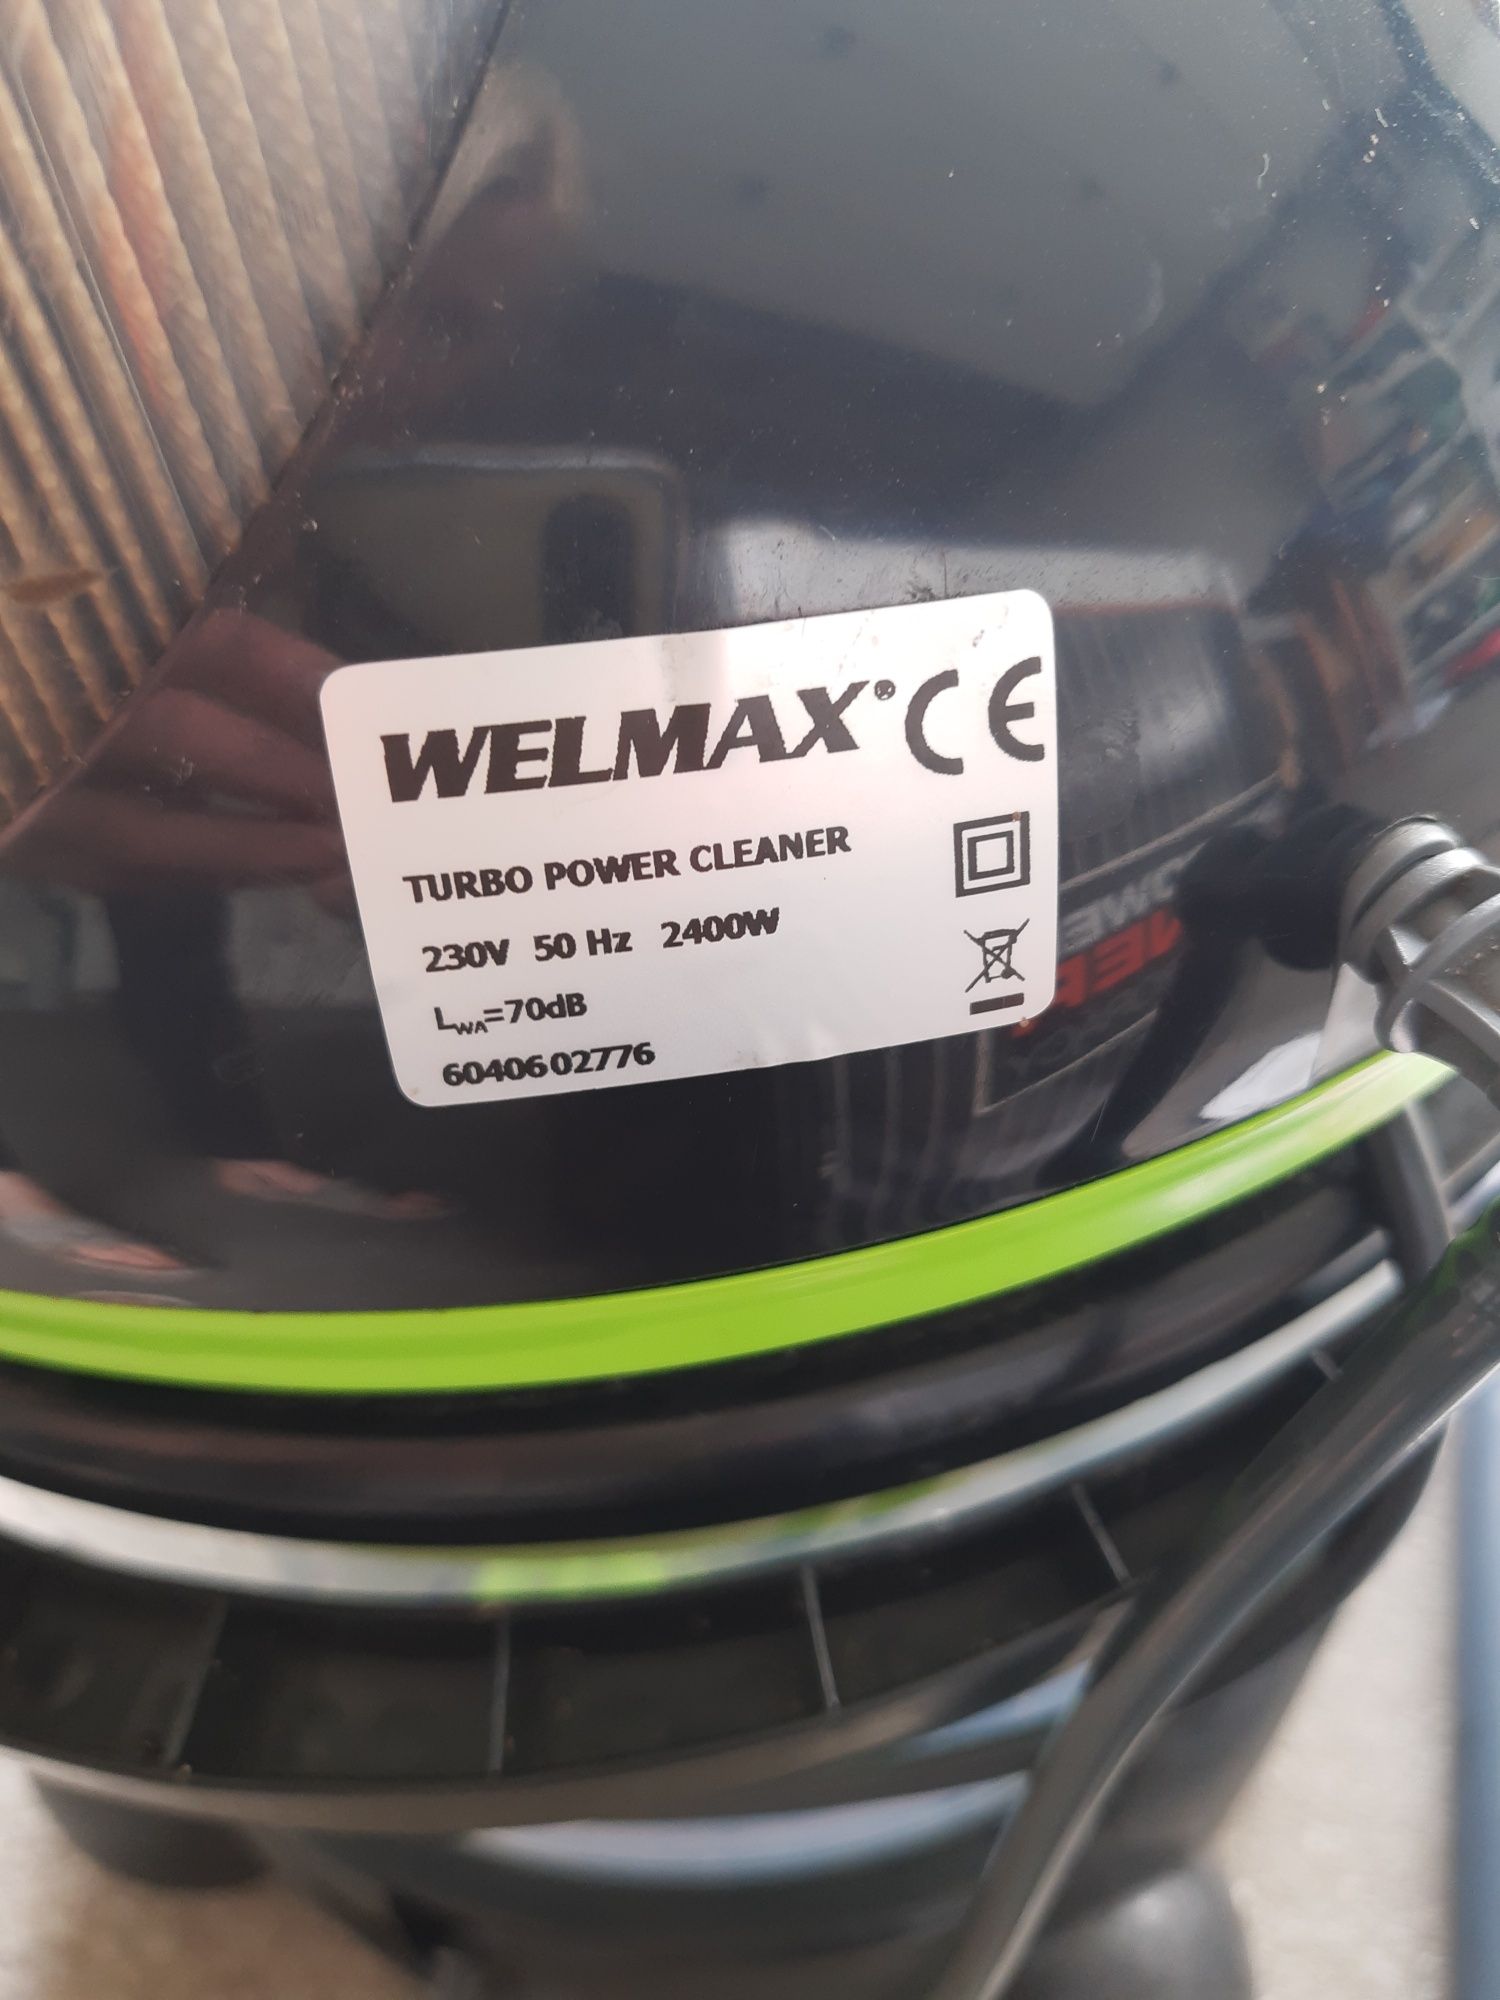 WELMAX® CE
TURBO POWER CLEANER
230V 50 Hz 2400W
LWA=70dB
6040602776